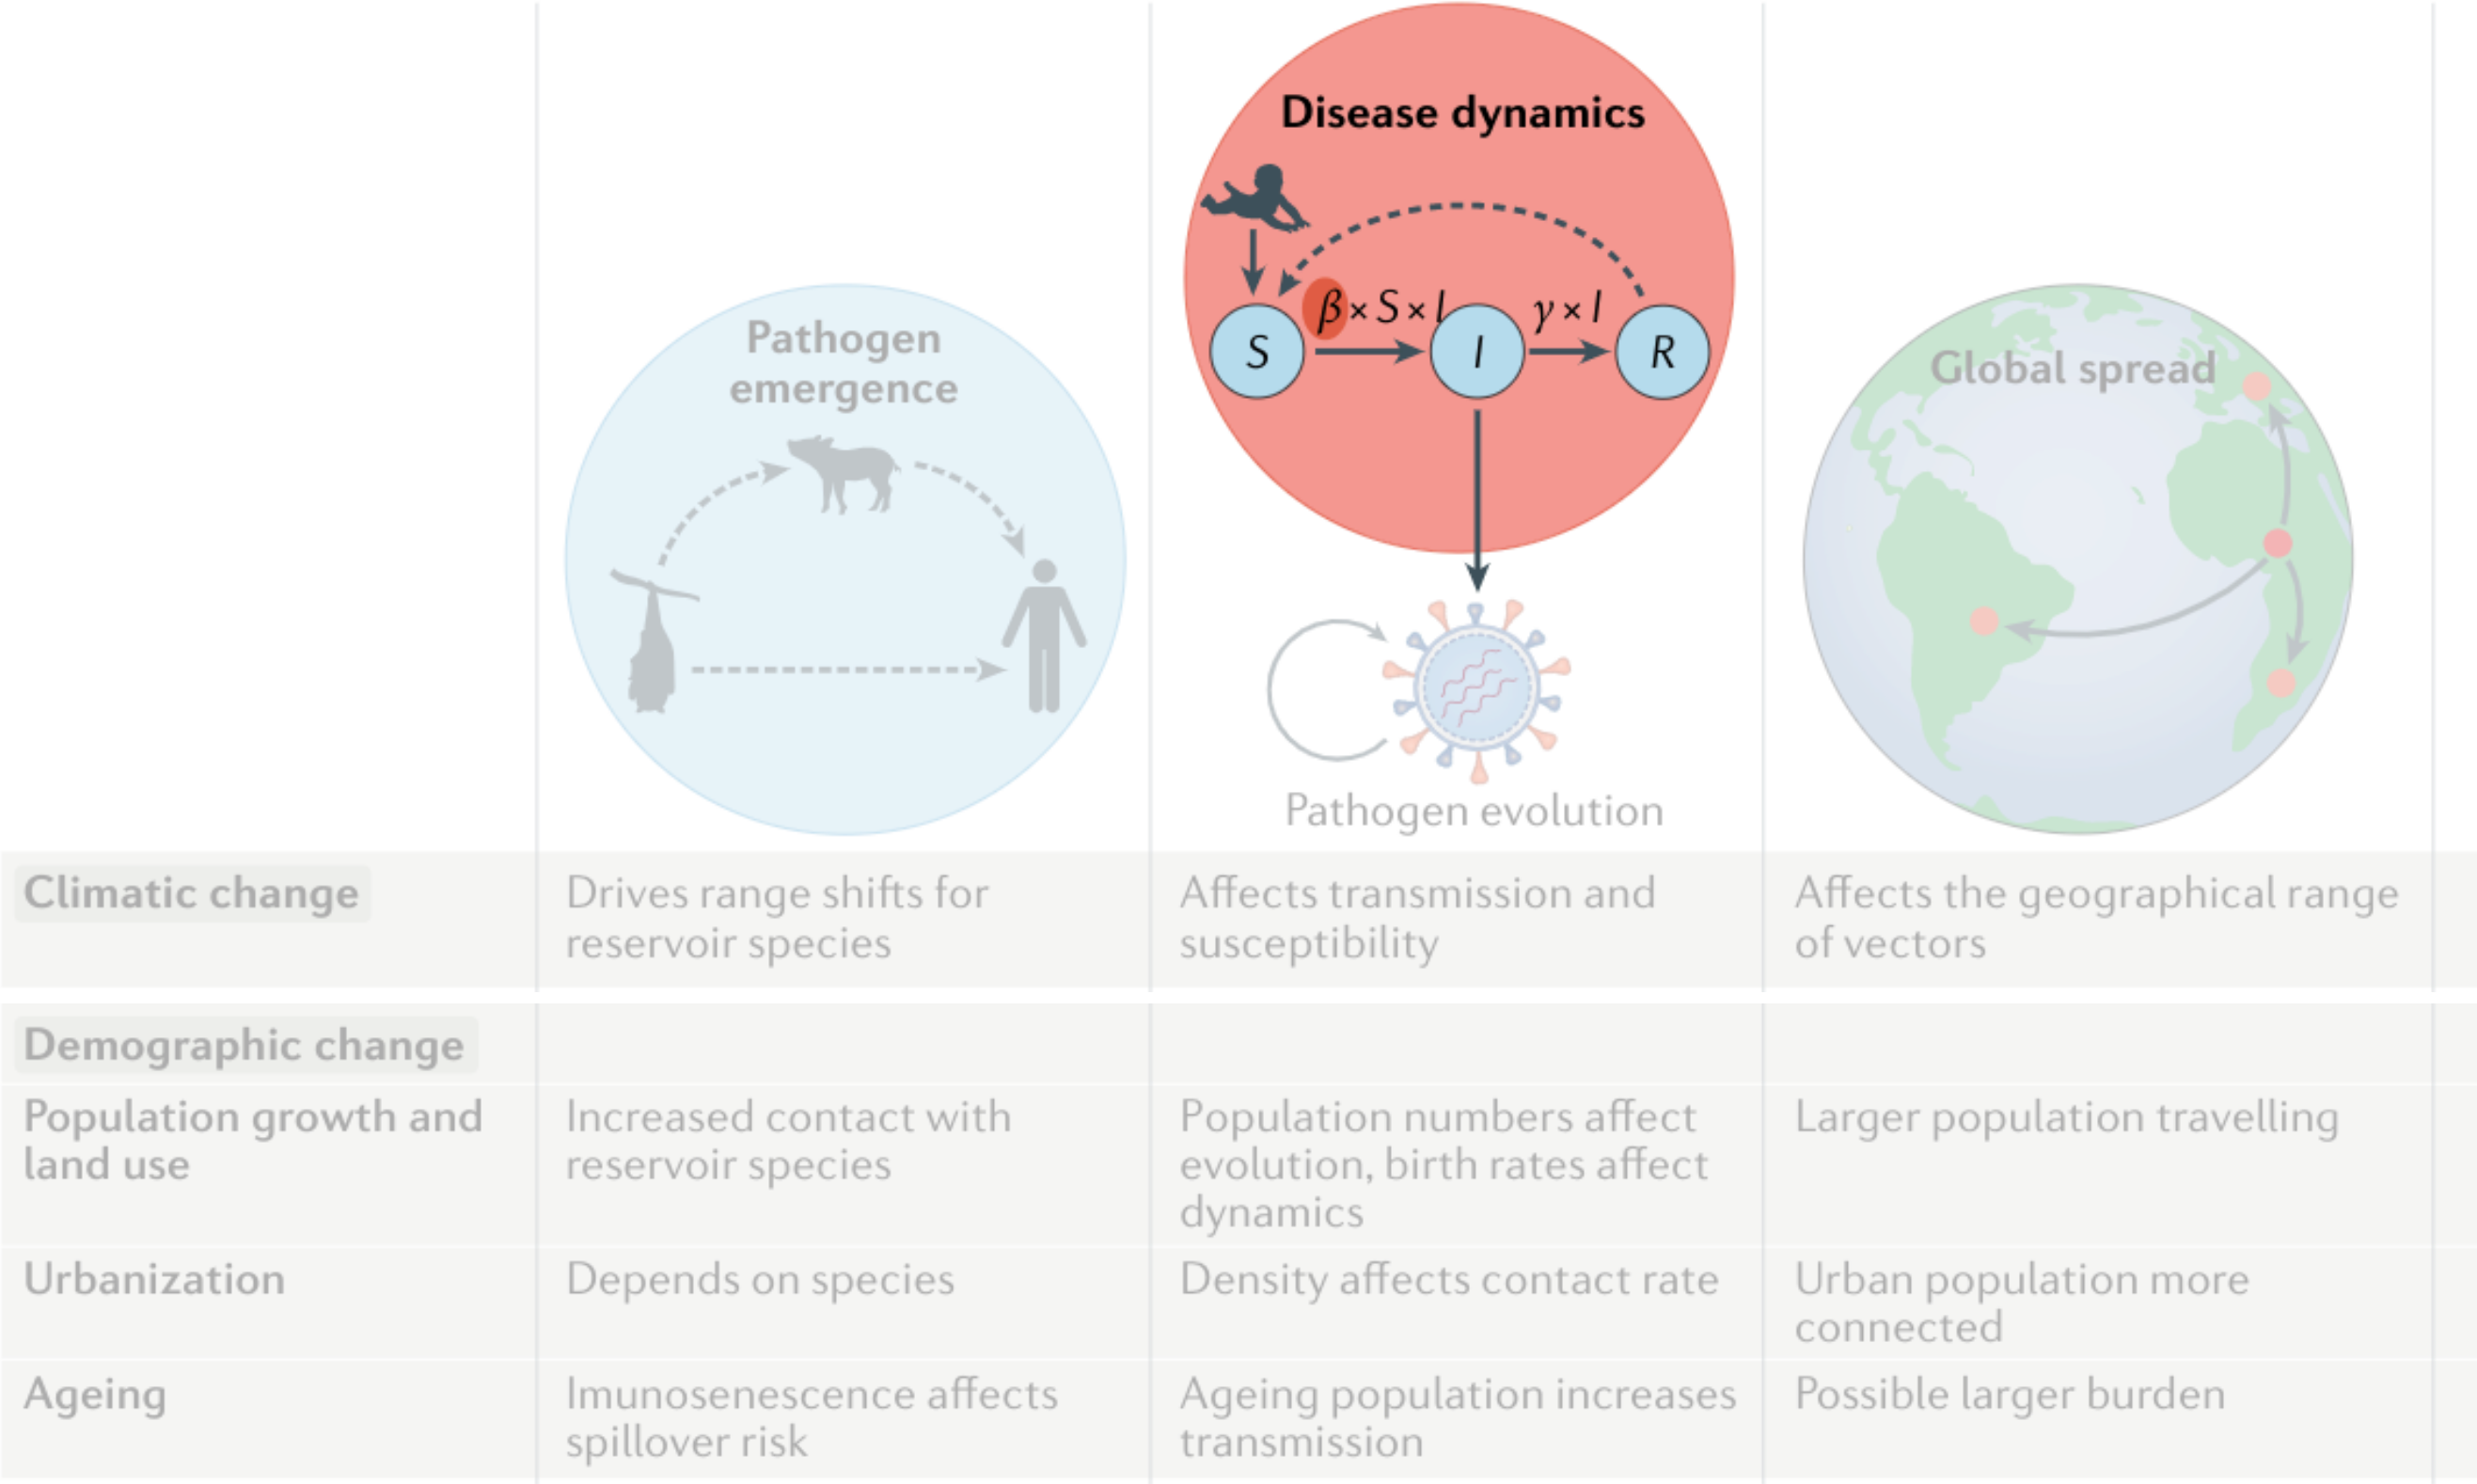 Disease dynamics
β × S × I
γ × I
S
I
R
Pathogen
emergence
Global spread
Pathogen evolution
Climatic change
Drives range shifts for
reservoir species
Affects transmission and
susceptibility
Affects the geographical range
of vectors
Demographic change
Population growth and
land use
Increased contact with
reservoir species
Population numbers affect
evolution, birth rates affect
dynamics
Larger population travelling
Urbanization
Depends on species
Density affects contact rate
Urban population more
connected
Ageing
Imunosenescence affects
spillover risk
Ageing population increases
transmission
Possible larger burden